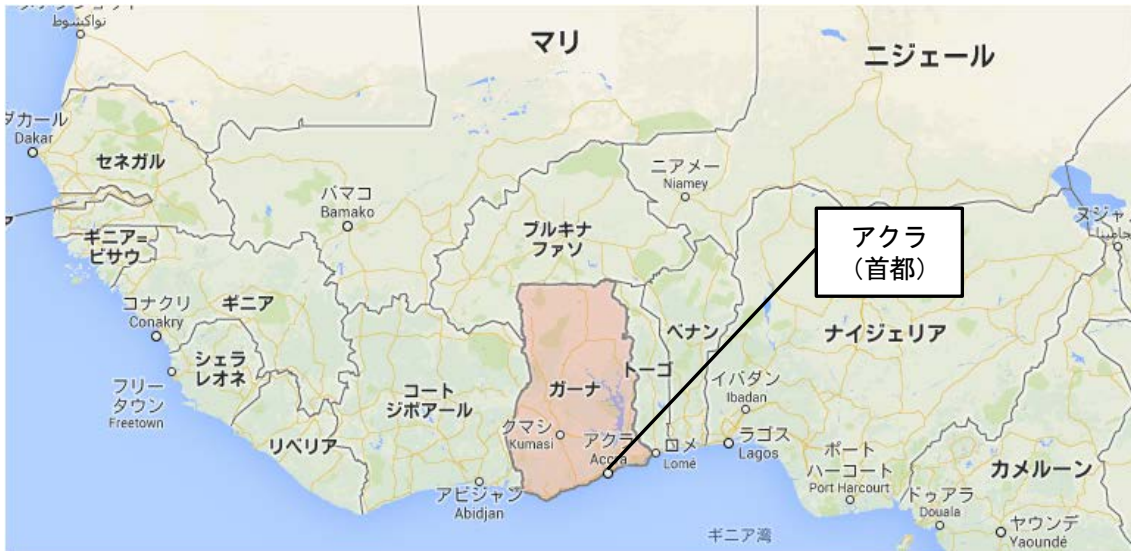 نواكشوط
マリ
ニジェール
ダカール
Dakar
セネガル
バマコ
Bamako
ニアメー
Niamey
ギニア=
ビサウ
ブルキナ
ファソ
アクラ
（首都）
ヌジャメ
コナクリ
Conakry
ギニア
シェラ
レオネ
フリー
タウン
Freetown
リベリア
コート
ジボアール
アビジャン
Abidjan
ガーナ
クマシ
Kumasi
アクラ
Accra
トーゴ
ロメ
Lomé
ベナン
ナイジェリア
イバダン
Ibadan
ラゴス
Lagos
ポート
ハーコート
Port Harcourt
カメルーン
ドゥアラ
Douala
ヤウンデ
Yaoundé
ギニア湾